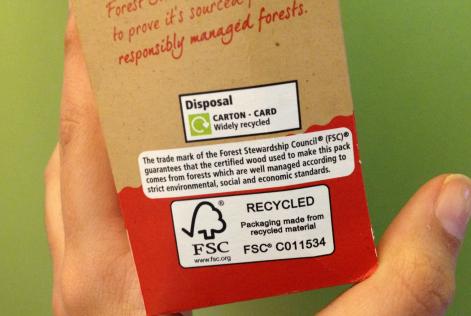 Forest
to prove it's sourced
responsibly managed forests.
Disposal
CARTON - CARD
Widely recycled
The trade mark of the Forest Stewardship Council® (FSC)®
guarantees that the certified wood used to make this pack
comes from forests which are well managed according to
strict environmental, social and economic standards.
RECYCLED
Packaging made from
recycled material
FSC® C011534
FSC
www.fsc.org